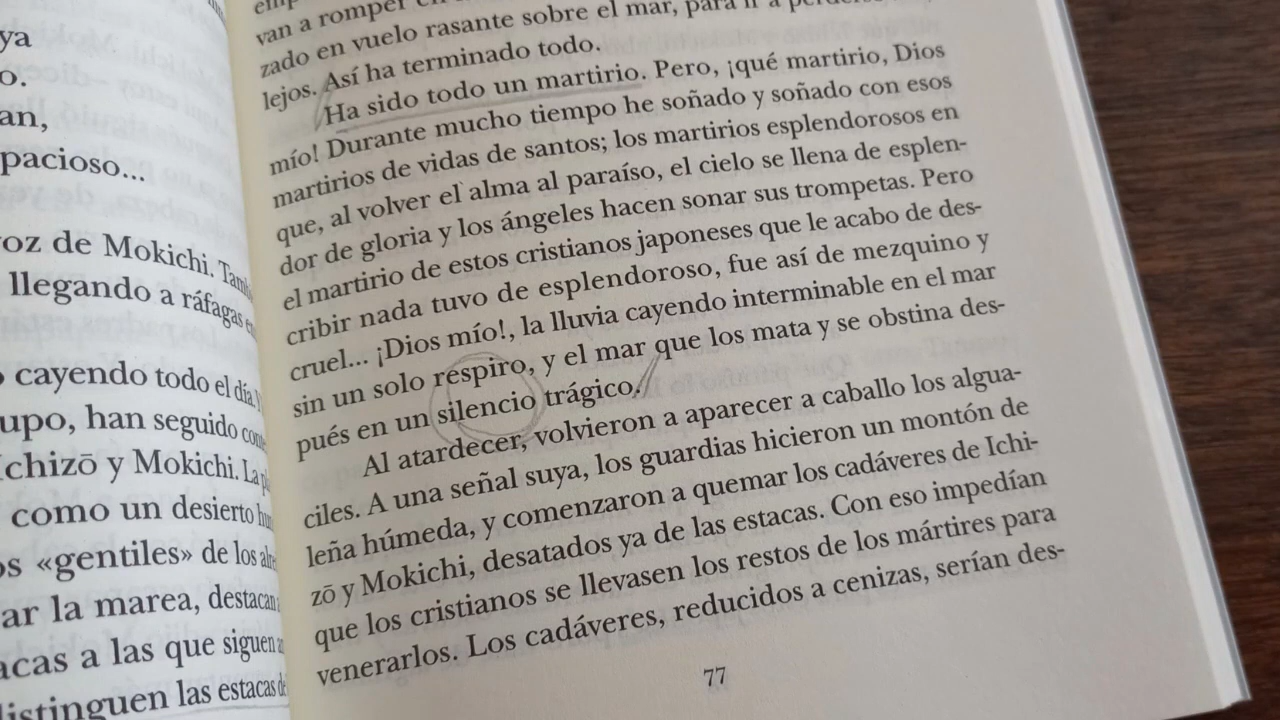 ya
o.
an,
pacioso...
oz de Mokichi.
llegando a ráfagas
cayendo todo el día.
upo, han seguido
chizō y Mokichi. La
como un desierto
os «gentiles» de los
ar la marea, destacan
acas a las que siguen
distinguen las estacas
van a romper en
zado en vuelo rasante sobre el mar, para ir a
lejos. Así ha terminado todo.
Ha sido todo un martirio. Pero, ¡qué martirio, Dios
mío! Durante mucho tiempo he soñado y soñado con esos
martirios de vidas de santos; los martirios esplendorosos en
que, al volver el alma al paraíso, el cielo se llena de esplen-
dor de gloria y los ángeles hacen sonar sus trompetas. Pero
el martirio de estos cristianos japoneses que le acabo de des-
cribir nada tuvo de esplendoroso, fue así de mezquino y
cruel... ¡Dios mío!, la lluvia cayendo interminable en el mar
sin un solo respiro, y el mar que los mata y se obstina des-
pués en un silencio trágico.
Al atardecer, volvieron a aparecer a caballo los algua-
ciles. A una señal suya, los guardias hicieron un montón de
leña húmeda, y comenzaron a quemar los cadáveres de Ichi-
zō y Mokichi, desatados ya de las estacas. Con eso impedían
que los cristianos se llevasen los restos de los mártires para
venerarlos. Los cadáveres, reducidos a cenizas, serían des-
77